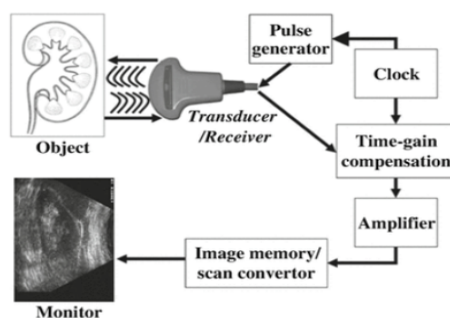 Pulse
generator
Clock
Transducer
/Receiver
Object
Time-gain
compensation
Amplifier
Image memory/
scan convertor
Monitor